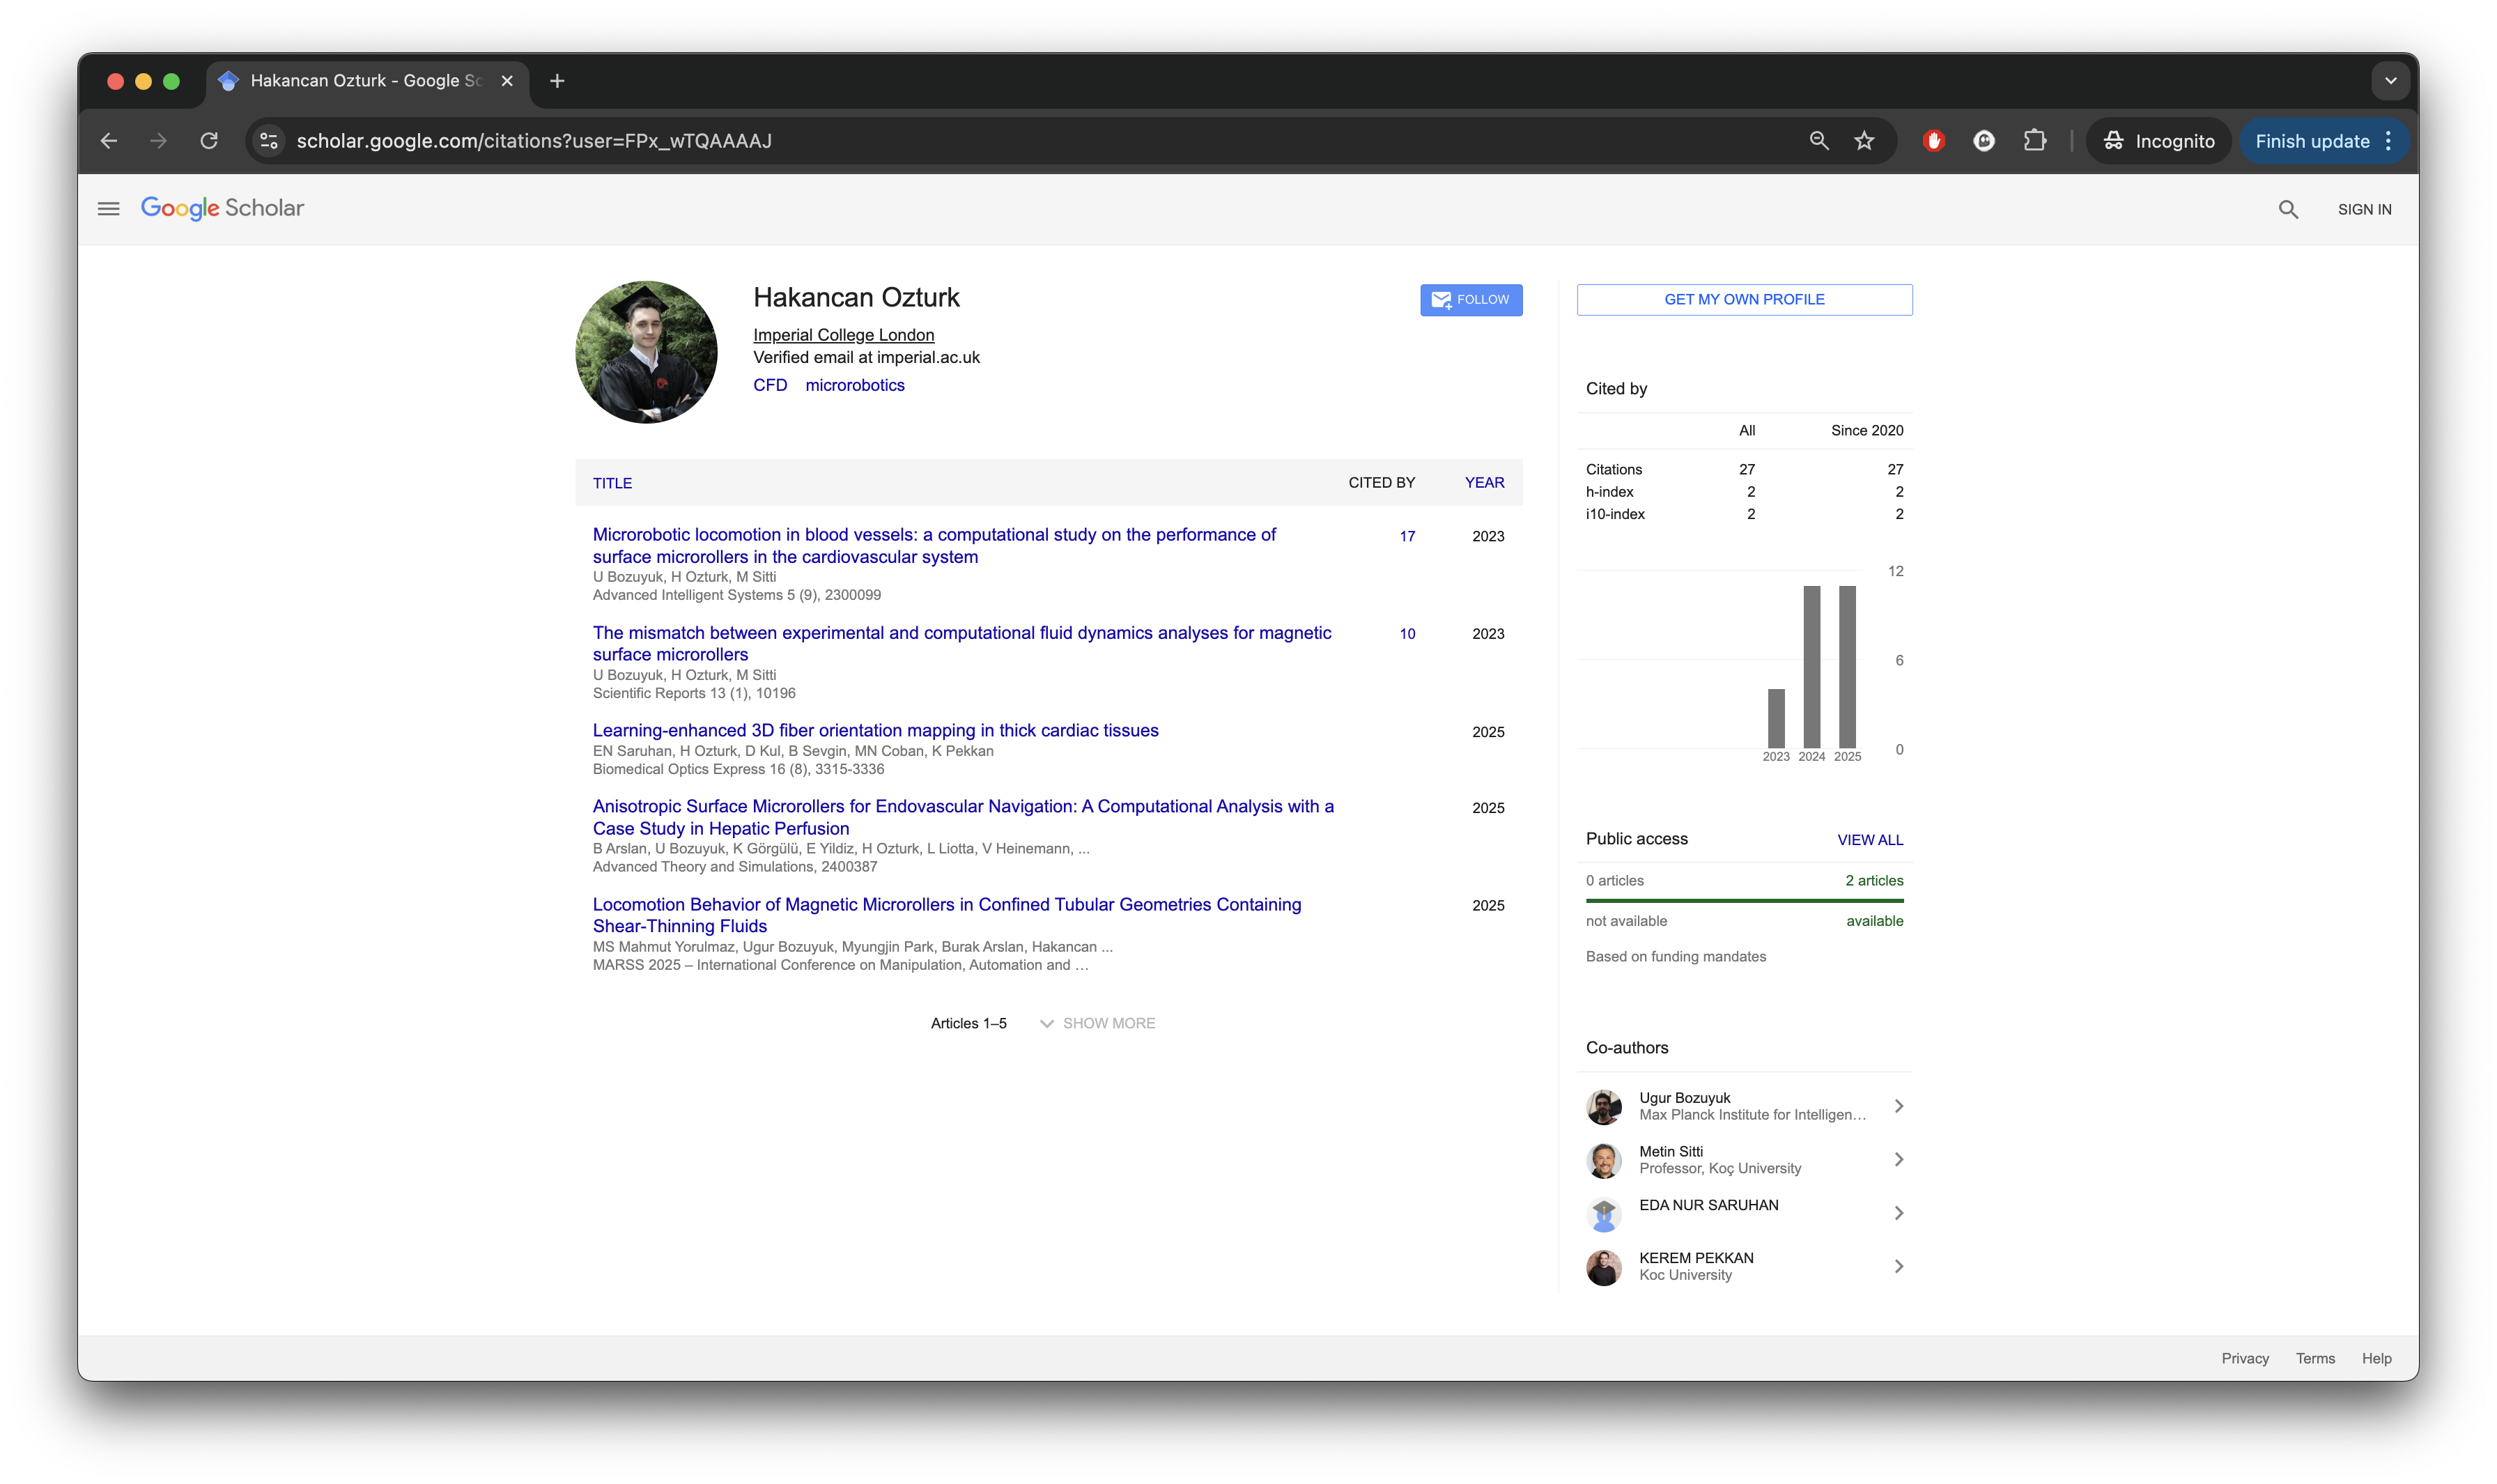 Hakancan Ozturk - Google Sc
scholar.google.com/citations?user=FPx_wTQAAAAJ
Incognito
Finish update
Google Scholar
SIGN IN
Hakancan Ozturk
FOLLOW
Imperial College London
Verified email at imperial.ac.uk
CFD microrobotics
TITLE CITED BY YEAR
Microrobotic locomotion in blood vessels: a computational study on the performance of 17 2023
surface microrollers in the cardiovascular system
U Bozuyuk, H Ozturk, M Sitti
Advanced Intelligent Systems 5 (9), 2300099
The mismatch between experimental and computational fluid dynamics analyses for magnetic 10 2023
surface microrollers
U Bozuyuk, H Ozturk, M Sitti
Scientific Reports 13 (1), 10196
Learning-enhanced 3D fiber orientation mapping in thick cardiac tissues 2025
EN Saruhan, H Ozturk, D Kul, B Sevgin, MN Coban, K Pekkan
Biomedical Optics Express 16 (8), 3315-3336
Anisotropic Surface Microrollers for Endovascular Navigation: A Computational Analysis with a 2025
Case Study in Hepatic Perfusion
B Arslan, U Bozuyuk, K Görgülü, E Yildiz, H Ozturk, L Liotta, V Heinemann, ...
Advanced Theory and Simulations, 2400387
Locomotion Behavior of Magnetic Microrollers in Confined Tubular Geometries Containing 2025
Shear-Thinning Fluids
MS Mahmut Yorulmaz, Ugur Bozuyuk, Myungjin Park, Burak Arslan, Hakancan ...
MARSS 2025 – International Conference on Manipulation, Automation and …
Articles 1–5 SHOW MORE
GET MY OWN PROFILE
Cited by
All Since 2020
Citations 27 27
h-index 2 2
i10-index 2 2
12
6
0
2023 2024 2025
Public access VIEW ALL
0 articles 2 articles
not available available
Based on funding mandates
Co-authors
Ugur Bozuyuk
Max Planck Institute for Intelligen…
Metin Sitti
Professor, Koç University
EDA NUR SARUHAN
KEREM PEKKAN
Koc University
Privacy Terms Help